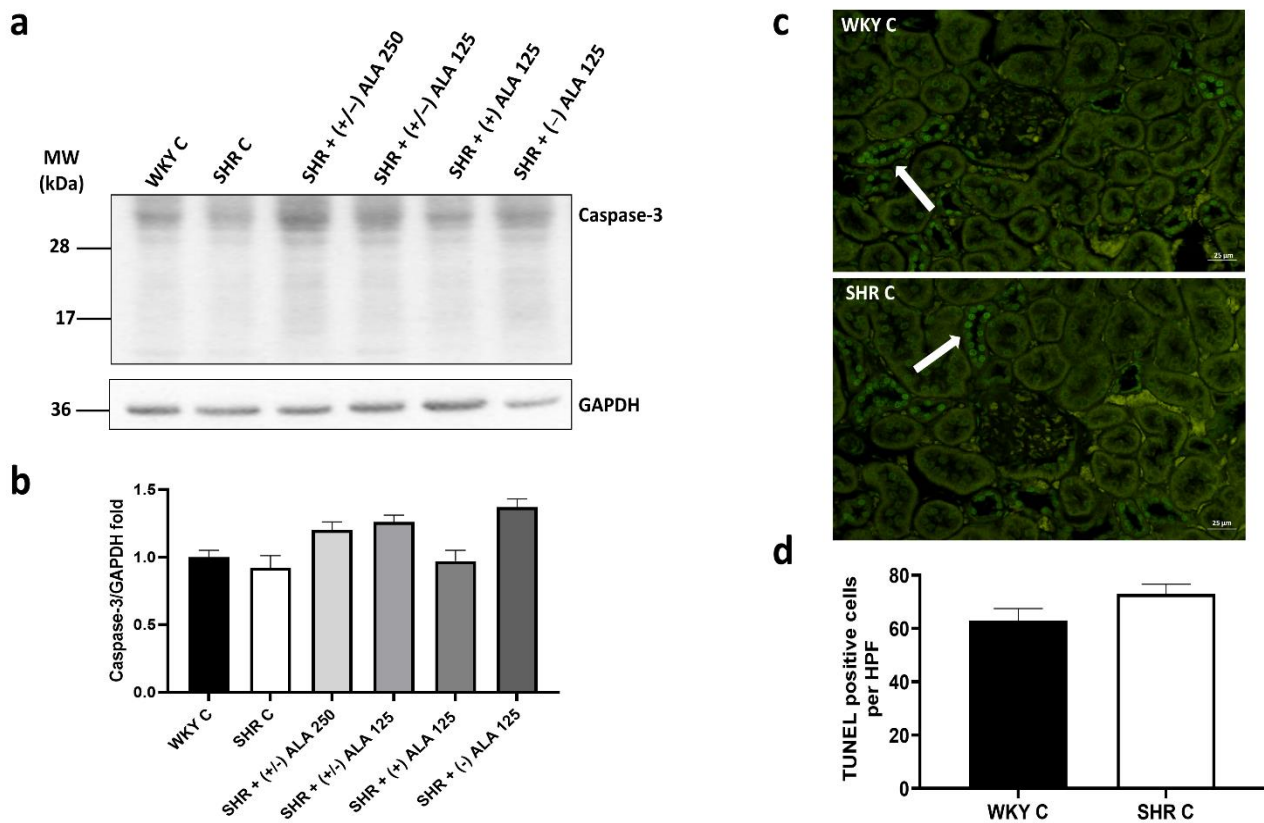 a
MW
(kDa)
WKY C
SHR C
SHR + (+/−) ALA 250
SHR + (+/−) ALA 125
SHR + (+) ALA 125
SHR + (−) ALA 125
Caspase-3
28
17
36
GAPDH
b
Caspase-3/GAPDH fold
1.5
1.0
0.5
0.0
WKY C
SHR C
SHR + (+/-) ALA 250
SHR + (+/-) ALA 125
SHR + (+) ALA 125
SHR + (-) ALA 125
c
WKY C
25 µm
SHR C
25 µm
d
TUNEL positive cells
per HPF
80
60
40
20
0
WKY C
SHR C